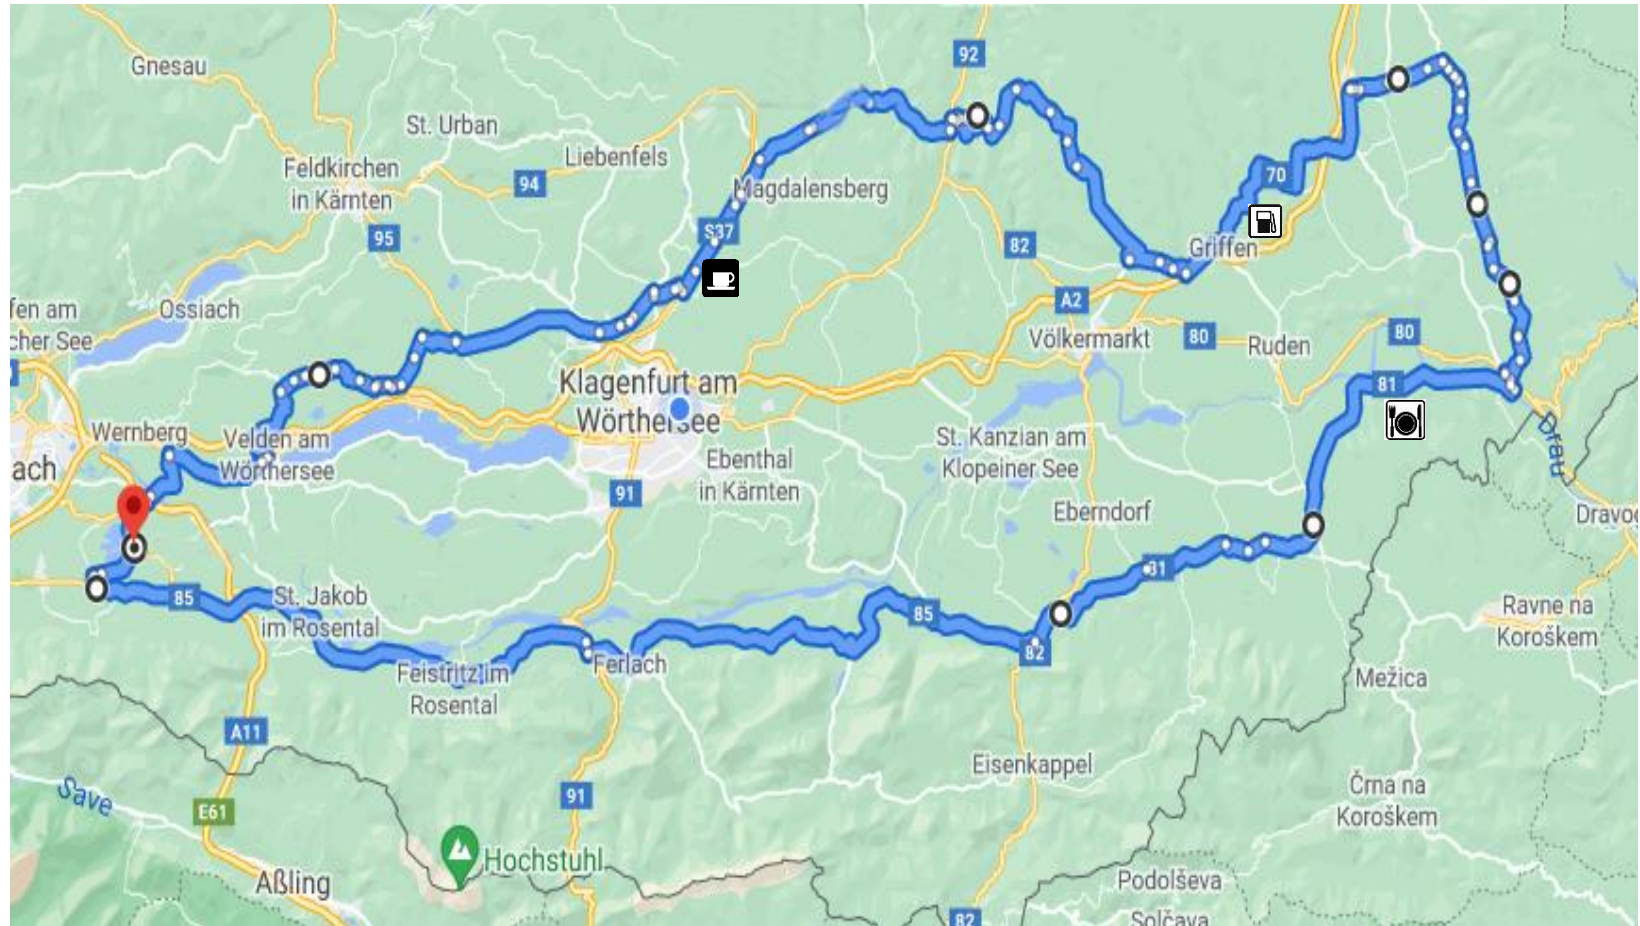 92
Gnesau
St. Urban
Liebenfels
Feldkirchen
in Kärnten
94
70
Magdalensberg
S37
95
82
Griffen
fen am
cher See
Ossiach
A2
Völkermarkt
80
Ruden
80
81
Klagenfurt am
Wörthersee
Wernberg
Velden am
Wörthersee
ach
St. Kanzian am
Klopeiner See
Drau
Ebenthal
in Kärnten
91
Eberndorf
Dravog
81
85
St. Jakob
im Rosental
85
Ravne na
Koroškem
82
Ferlach
Feistritz im
Rosental
Mežica
A11
Eisenkappel
Save
91
E61
Črna na
Koroškem
Hochstuhl
Aßling
Podolševa
82
Solčava